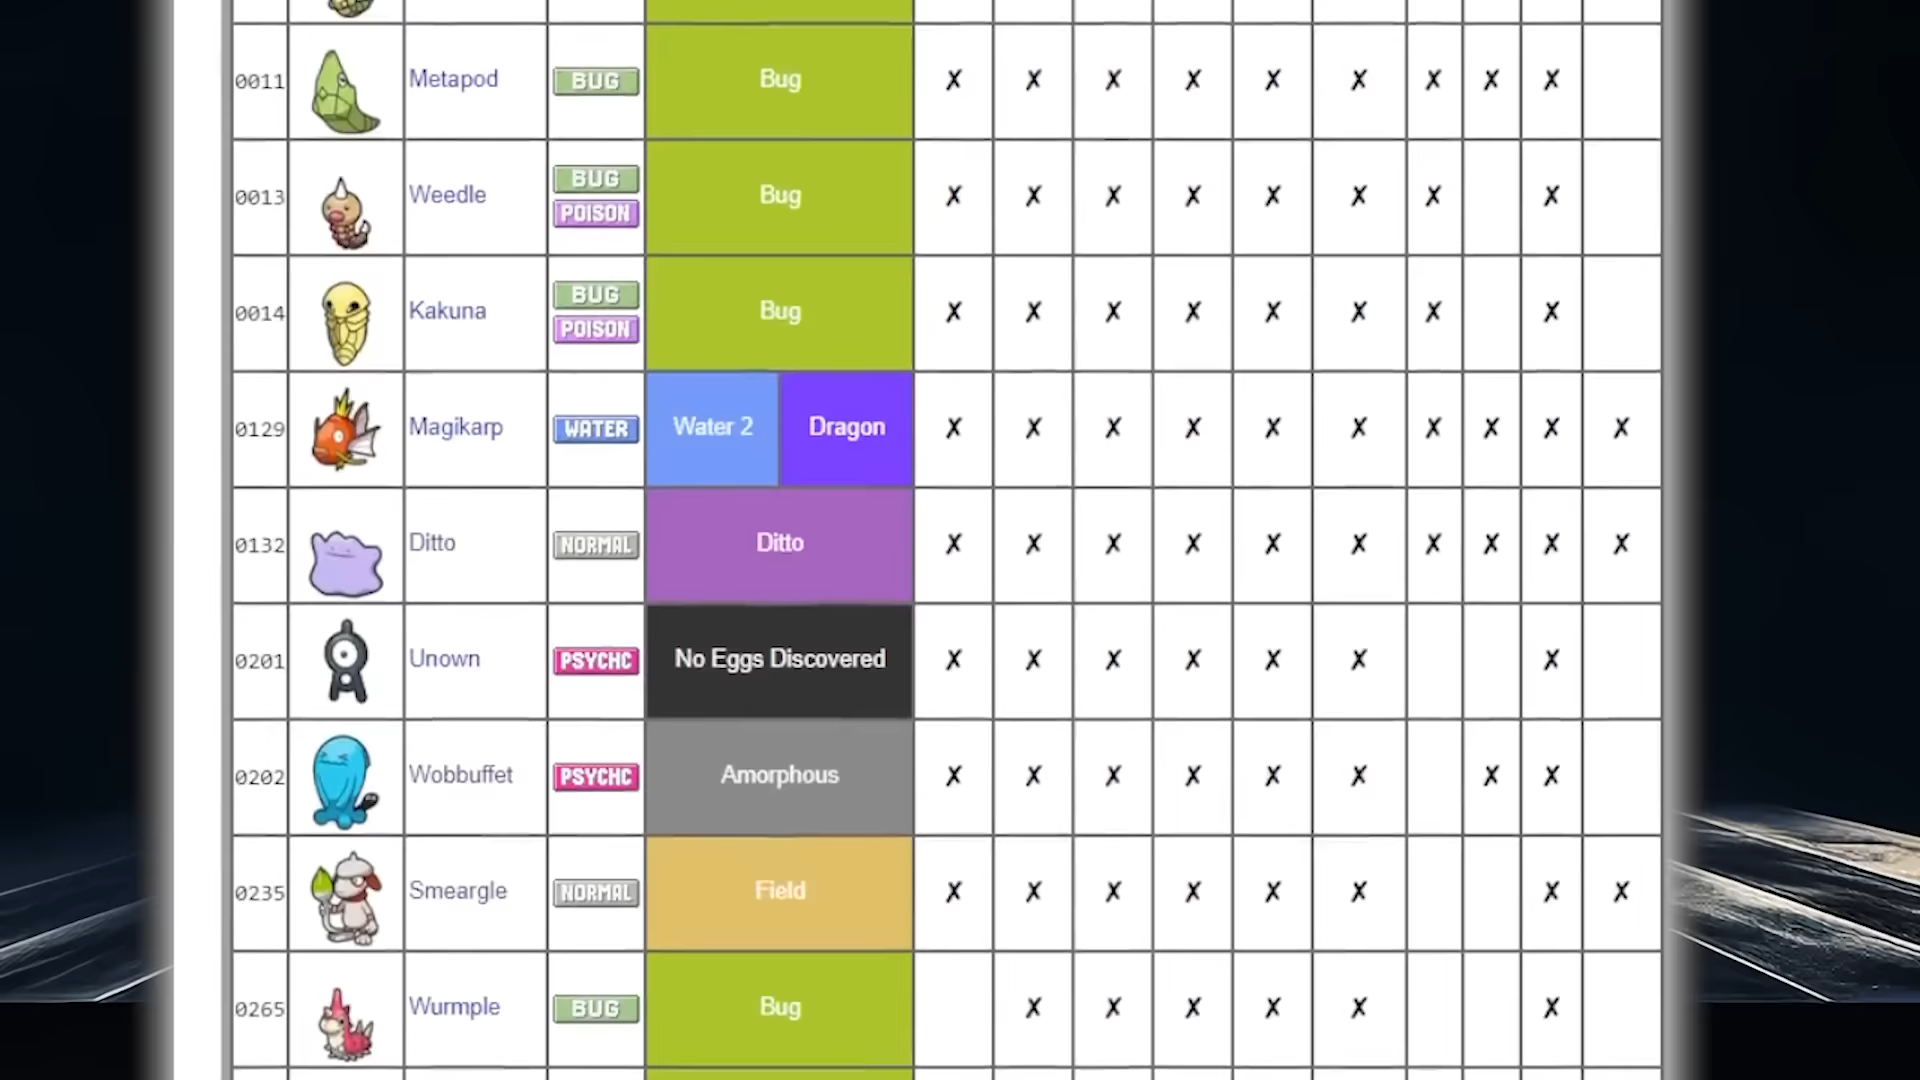 0011 Metapod BUG Bug ✗ ✗ ✗ ✗ ✗ ✗ ✗ ✗ ✗
0013 Weedle BUG POISON Bug ✗ ✗ ✗ ✗ ✗ ✗ ✗ ✗
0014 Kakuna BUG POISON Bug ✗ ✗ ✗ ✗ ✗ ✗ ✗ ✗
0129 Magikarp WATER Water 2 Dragon ✗ ✗ ✗ ✗ ✗ ✗ ✗ ✗ ✗ ✗
0132 Ditto NORMAL Ditto ✗ ✗ ✗ ✗ ✗ ✗ ✗ ✗ ✗ ✗
0201 Unown PSYCHC No Eggs Discovered ✗ ✗ ✗ ✗ ✗ ✗ ✗
0202 Wobbuffet PSYCHC Amorphous ✗ ✗ ✗ ✗ ✗ ✗ ✗ ✗
0235 Smeargle NORMAL Field ✗ ✗ ✗ ✗ ✗ ✗ ✗ ✗
0265 Wurmple BUG Bug ✗ ✗ ✗ ✗ ✗ ✗